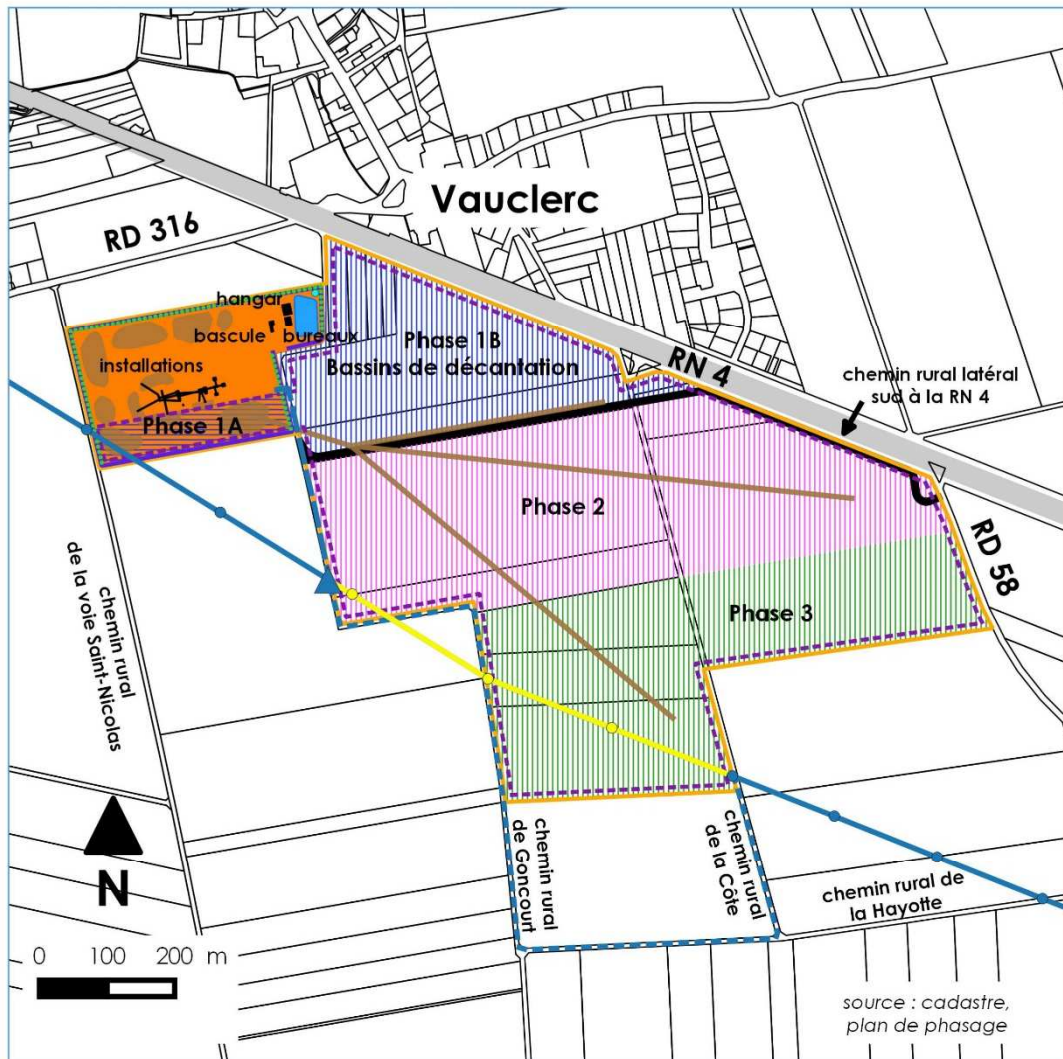 Vauclerc
RD 316
hangar
bascule
bureaux
installations
Phase 1A
Phase 1B
Bassins de décantation
RN 4
chemin rural latéral
sud à la RN 4
Phase 2
RD 58
Phase 3
chemin rural
de la voie Saint-Nicolas
chemin rural
de Goncourt
chemin rural
de la Côte
chemin rural de
la Hayotte
N
0 100 200 m
source : cadastre,
plan de phasage